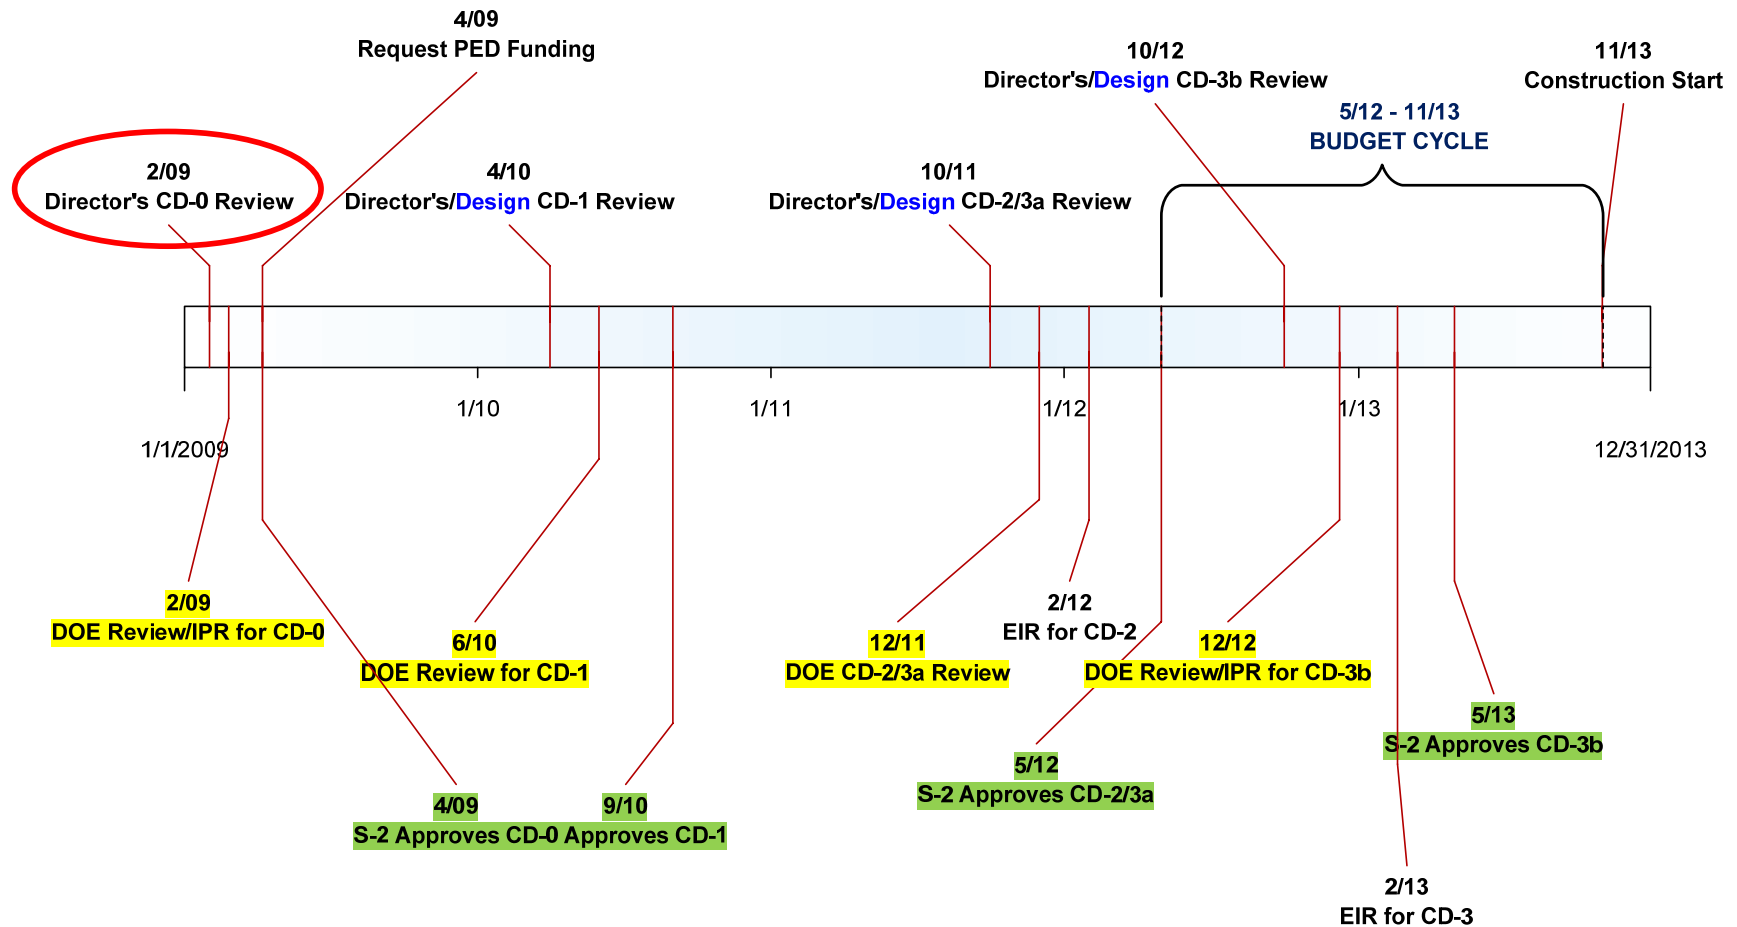 4/09
Request PED Funding
10/12
Director's/Design CD-3b Review
11/13
Construction Start
5/12 - 11/13
BUDGET CYCLE
2/09
Director's CD-0 Review
4/10
Director's/Design CD-1 Review
10/11
Director's/Design CD-2/3a Review
1/10
1/11
1/12
1/13
1/1/2009
12/31/2013
2/09
DOE Review/IPR for CD-0
6/10
DOE Review for CD-1
12/11
DOE CD-2/3a Review
2/12
EIR for CD-2
12/12
DOE Review/IPR for CD-3b
5/13
S-2 Approves CD-3b
5/12
S-2 Approves CD-2/3a
4/09
S-2 Approves CD-0
9/10
Approves CD-1
2/13
EIR for CD-3